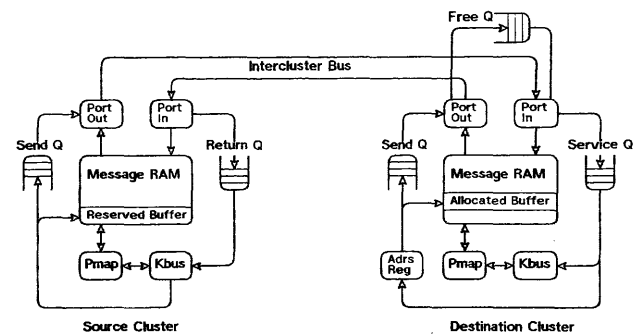 Free Q
Intercluster Bus
Port Out
Port In
Port Out
Port In
Send Q
Return Q
Send Q
Service Q
Message RAM
Message RAM
Reserved Buffer
Allocated Buffer
Pmap
Kbus
Adrs Reg
Pmap
Kbus
Source Cluster
Destination Cluster